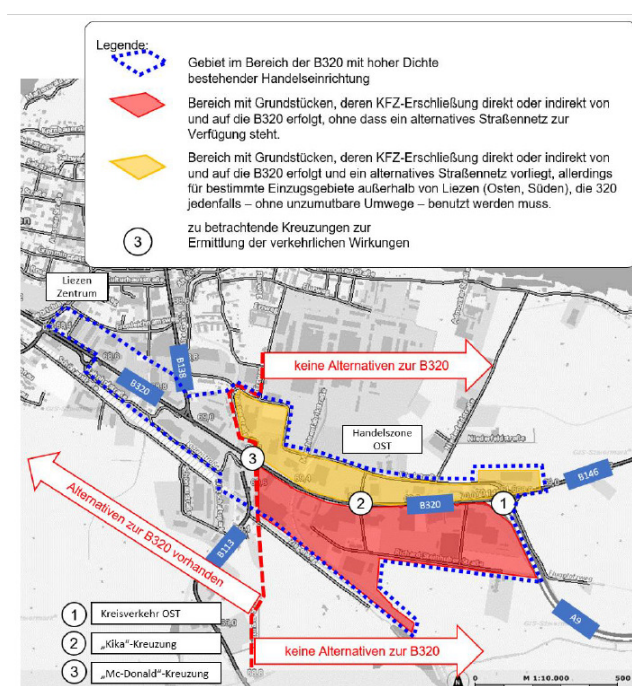 Legende:
Gebiet im Bereich der B320 mit hoher Dichte
bestehender Handelseinrichtung
Bereich mit Grundstücken, deren KFZ-Erschließung direkt oder indirekt von
und auf die B320 erfolgt, ohne dass ein alternatives Straßennetz zur
Verfügung steht.
Bereich mit Grundstücken, deren KFZ-Erschließung direkt oder indirekt von
und auf die B320 erfolgt und ein alternatives Straßennetz vorliegt, allerdings
für bestimmte Einzugsgebiete außerhalb von Liezen (Osten, Süden), die 320
jedenfalls – ohne unzumutbare Umwege – benutzt werden muss.
3
zu betrachtende Kreuzungen zur
Ermittlung der verkehrlichen Wirkungen
Liezen
Zentrum
B138
B320
keine Alternativen zur B320
Handelszone
OST
3
2
B320
1
B146
Alternativen zur B320 vorhanden
B113
A9
1 Kreisverkehr OST
2 „Kika“-Kreuzung
3 „Mc-Donald“-Kreuzung
keine Alternativen zur B320
0 M 1:10.000 500